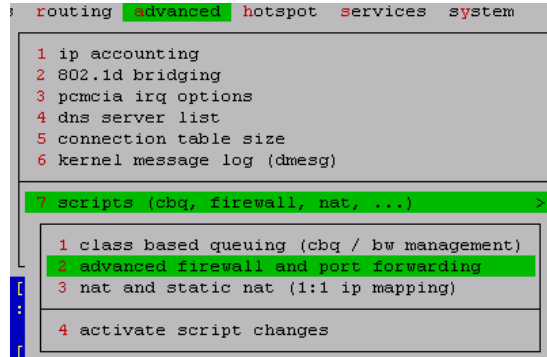 routing advanced hotspot services system
1 ip accounting
2 802.1d bridging
3 pcmcia irq options
4 dns server list
5 connection table size
6 kernel message log (dmesg)
7 scripts (cbq, firewall, nat, ...) >
1 class based queuing (cbq / bw management)
2 advanced firewall and port forwarding
3 nat and static nat (1:1 ip mapping)
4 activate script changes